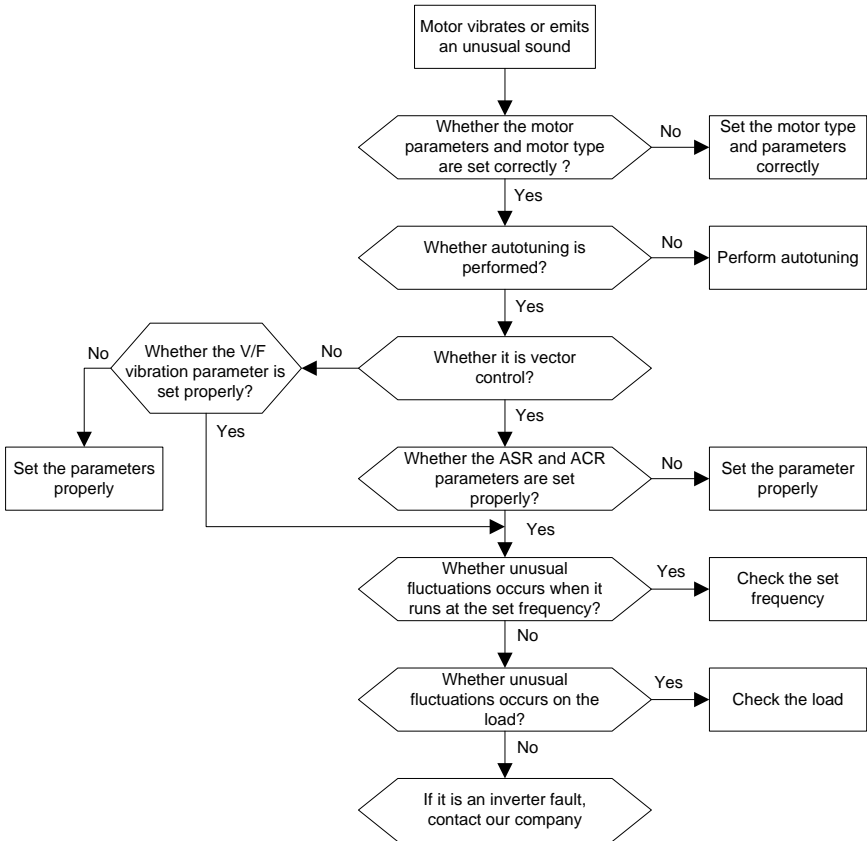 Motor vibrates or emits
an unusual sound
Whether the motor
parameters and motor type
are set correctly ?
No
Set the motor type
and parameters
correctly
Yes
Whether autotuning is
performed?
No
Perform autotuning
Yes
Whether it is vector
control?
No
Whether the V/F
vibration parameter is
set properly?
No
Set the parameters
properly
Yes
Yes
Whether the ASR and ACR
parameters are set
properly?
No
Set the parameter
properly
Yes
Whether unusual
fluctuations occurs when it
runs at the set frequency?
Yes
Check the set
frequency
No
Whether unusual
fluctuations occurs on the
load?
Yes
Check the load
No
If it is an inverter fault,
contact our company